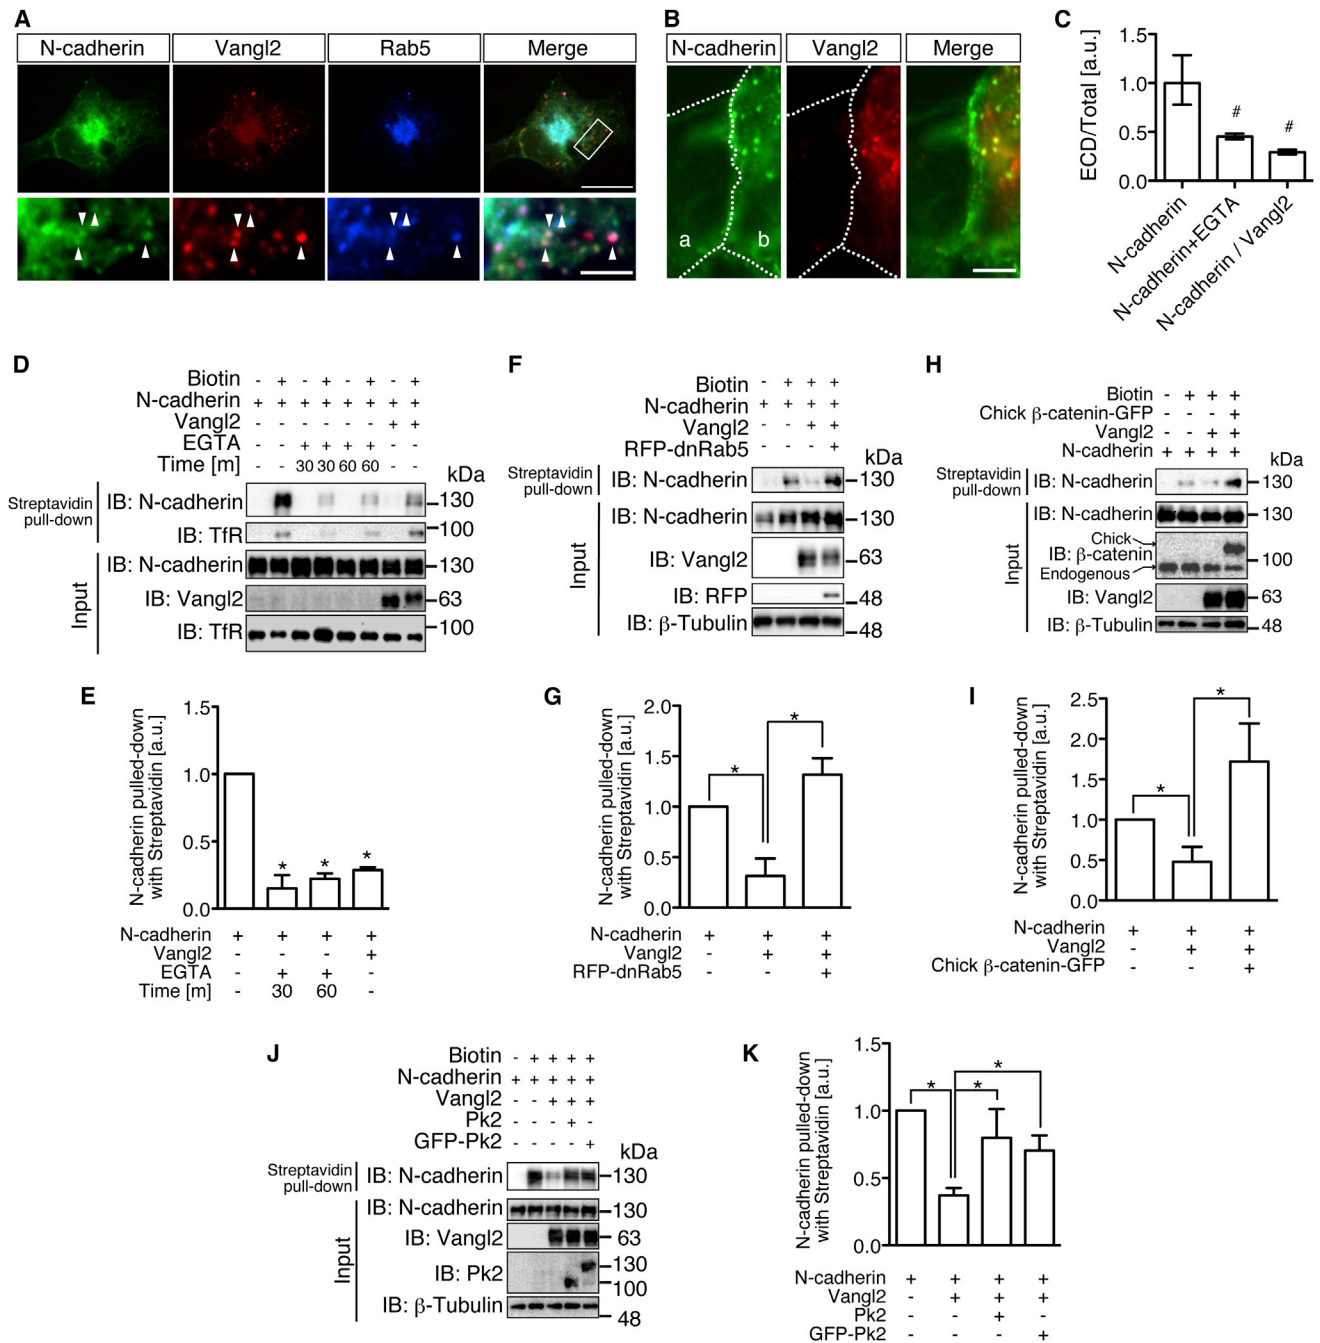 A
N-cadherin Vangl2 Rab5 Merge
B
N-cadherin Vangl2 Merge
a b
C
ECD/Total [a.u.]
1.5
1.0
0.5
0.0
# #
N-cadherin
N-cadherin+EGTA
N-cadherin / Vangl2
D
Biotin - + - + - + - +
N-cadherin + + + + + + + +
Vangl2 - - - - - - + +
EGTA - - + + + + - -
Time [m] - - 30 30 60 60 - -
kDa
Streptavidin
pull-down
IB: N-cadherin 130
IB: TfR 100
Input
IB: N-cadherin 130
IB: Vangl2 63
IB: TfR 100
F
Biotin - + + +
N-cadherin + + + +
Vangl2 - - + +
RFP-dnRab5 - - - +
kDa
Streptavidin
pull-down
IB: N-cadherin 130
Input
IB: N-cadherin 130
IB: Vangl2 63
IB: RFP 48
IB: β-Tubulin 48
H
Biotin - + + +
Chick β-catenin-GFP - - - +
Vangl2 - - + +
N-cadherin + + + +
kDa
Streptavidin
pull-down
IB: N-cadherin 130
Input
IB: N-cadherin 130
Chick
IB: β-catenin 100
Endogenous
IB: Vangl2 63
IB: β-Tubulin 48
E
N-cadherin pulled-down
with Streptavidin [a.u.]
1.5
1.0
0.5
0.0
* * *
N-cadherin + + + +
Vangl2 - - - +
EGTA - + + -
Time [m] - 30 60 -
G
N-cadherin pulled-down
with Streptavidin [a.u.]
2.0
1.5
1.0
0.5
0.0
* *
N-cadherin + + +
Vangl2 - + +
RFP-dnRab5 - - +
I
N-cadherin pulled-down
with Streptavidin [a.u.]
2.5
2.0
1.5
1.0
0.5
0.0
* *
N-cadherin + + +
Vangl2 - + +
Chick β-catenin-GFP - - +
J
Biotin - + + + +
N-cadherin + + + + +
Vangl2 - - + + +
Pk2 - - - + -
GFP-Pk2 - - - - +
kDa
Streptavidin
pull-down
IB: N-cadherin 130
Input
IB: N-cadherin 130
IB: Vangl2 63
IB: Pk2 130
100
IB: β-Tubulin 48
K
N-cadherin pulled-down
with Streptavidin [a.u.]
1.5
1.0
0.5
0.0
* * *
N-cadherin + + + +
Vangl2 - + + +
Pk2 - - + -
GFP-Pk2 - - - +